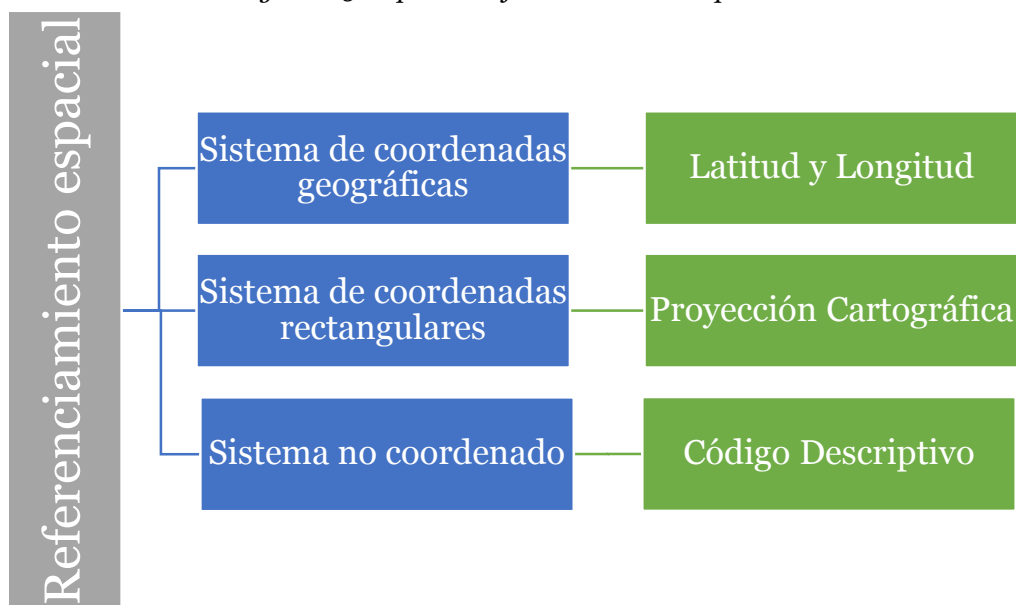 Referenciamiento espacial
Sistema de coordenadas
geográficas
Latitud y Longitud
Sistema de coordenadas
rectangulares
Proyección Cartográfica
Sistema no coordenado
Código Descriptivo